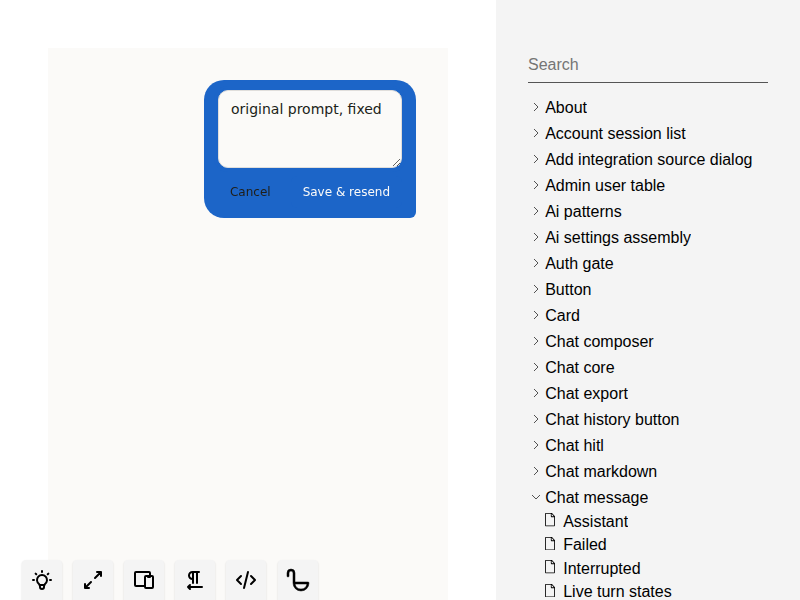 original prompt, fixed
Cancel
Save & resend
Search
About
Account session list
Add integration source dialog
Admin user table
Ai patterns
Ai settings assembly
Auth gate
Button
Card
Chat composer
Chat core
Chat export
Chat history button
Chat hitl
Chat markdown
Chat message
Assistant
Failed
Interrupted
Live turn states